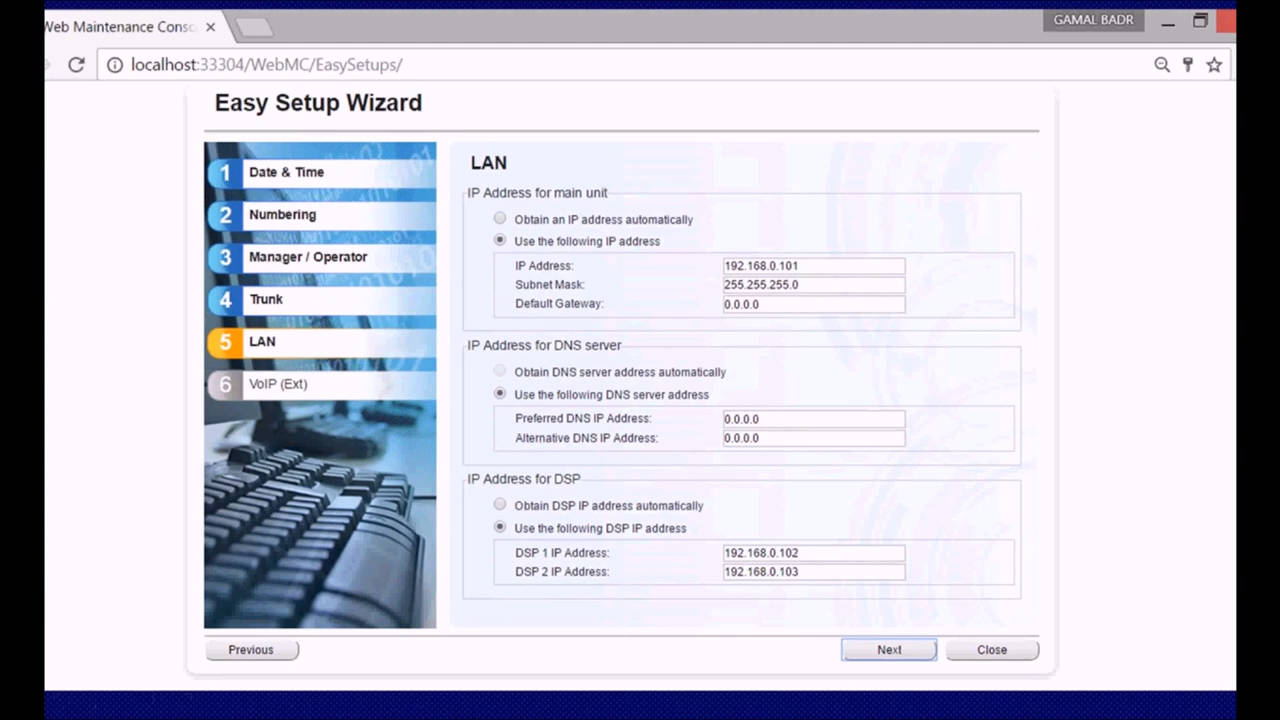 Web Maintenance Consc
GAMAL BADR
localhost:33304/WebMC/EasySetups/
Easy Setup Wizard
1 Date & Time
2 Numbering
3 Manager / Operator
4 Trunk
5 LAN
6 VoIP (Ext)
LAN
IP Address for main unit
Obtain an IP address automatically
Use the following IP address
IP Address: 192.168.0.101
Subnet Mask: 255.255.255.0
Default Gateway: 0.0.0.0
IP Address for DNS server
Obtain DNS server address automatically
Use the following DNS server address
Preferred DNS IP Address: 0.0.0.0
Alternative DNS IP Address: 0.0.0.0
IP Address for DSP
Obtain DSP IP address automatically
Use the following DSP IP address
DSP 1 IP Address: 192.168.0.102
DSP 2 IP Address: 192.168.0.103
Previous
Next
Close